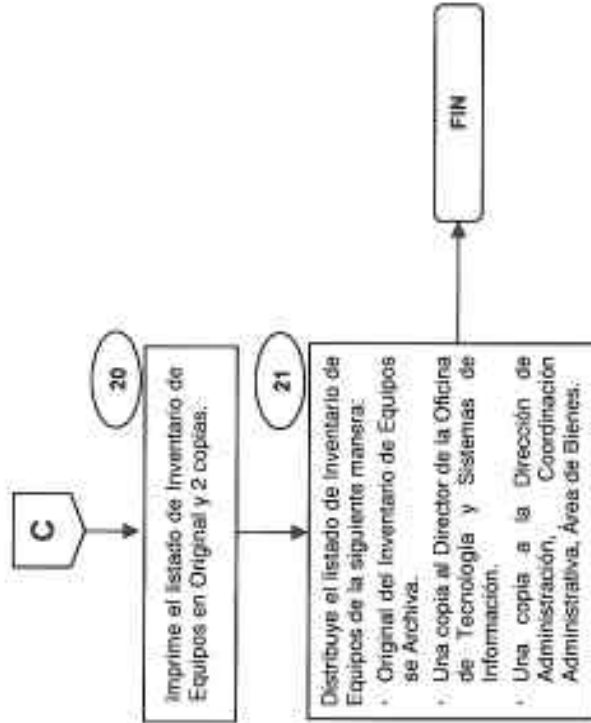 C
20
Imprime el listado de Inventario de
Equipos en Original y 2 copias.
21
Distribuye el listado de Inventario de
Equipos de la siguiente manera:
- Original del Inventario de Equipos
se Archiva.
- Una copia al Director de la Oficina
de Tecnología y Sistemas de
Información.
- Una copia a la Dirección de
Administración, Coordinación
Administrativa, Área de Bienes.
FIN